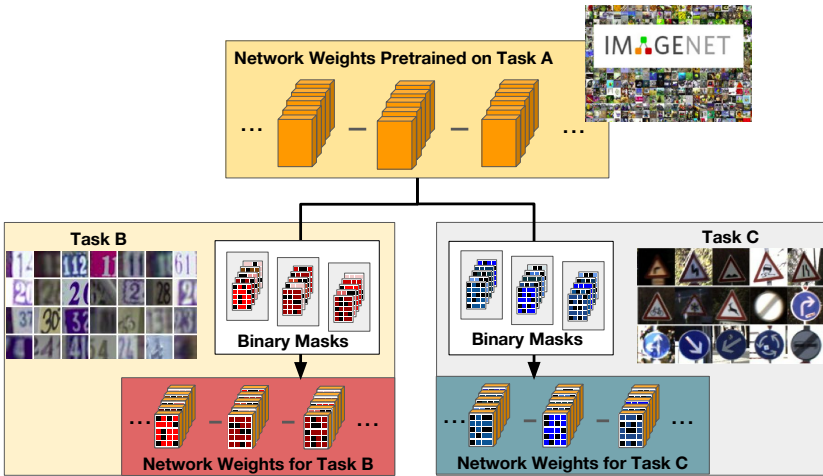 Network Weights Pretrained on Task A
IMAGENET
...
...
Task B
Task C
112
Binary Masks
Binary Masks
...
...
...
...
Network Weights for Task B
Network Weights for Task C